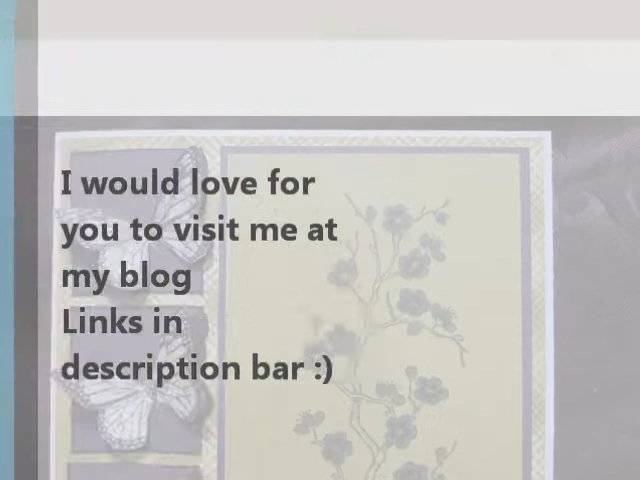 I would love for
you to visit me at
my blog
Links in
description bar :)